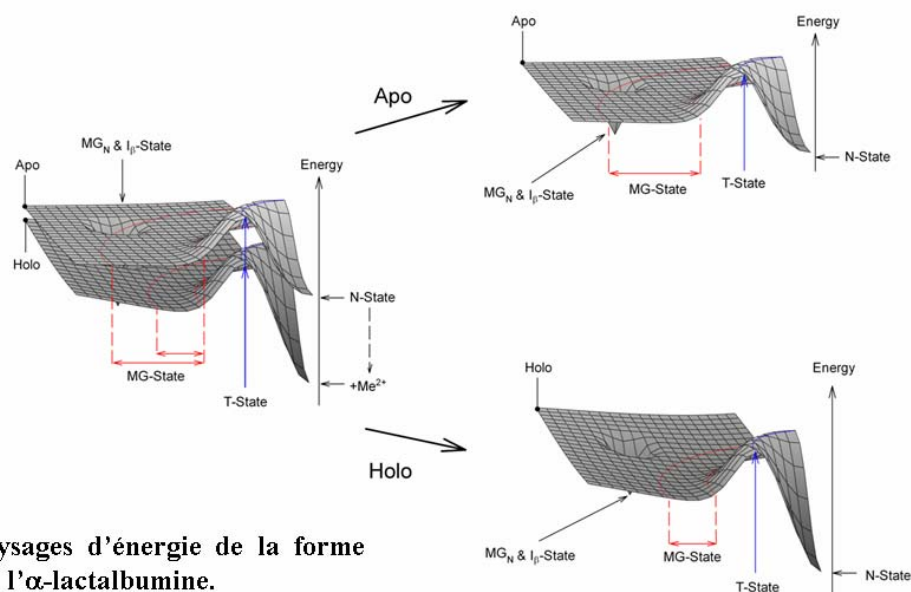 Apo
Energy
N-State
MG_N & I_β-State
MG-State
T-State
Apo
MG_N & I_β-State
Apo
Energy
Holo
N-State
MG-State
+Me²⁺
T-State
Holo
Holo
Energy
MG_N & I_β-State
MG-State
N-State
T-State
d’énergie de la forme
l’α-lactalbumine.